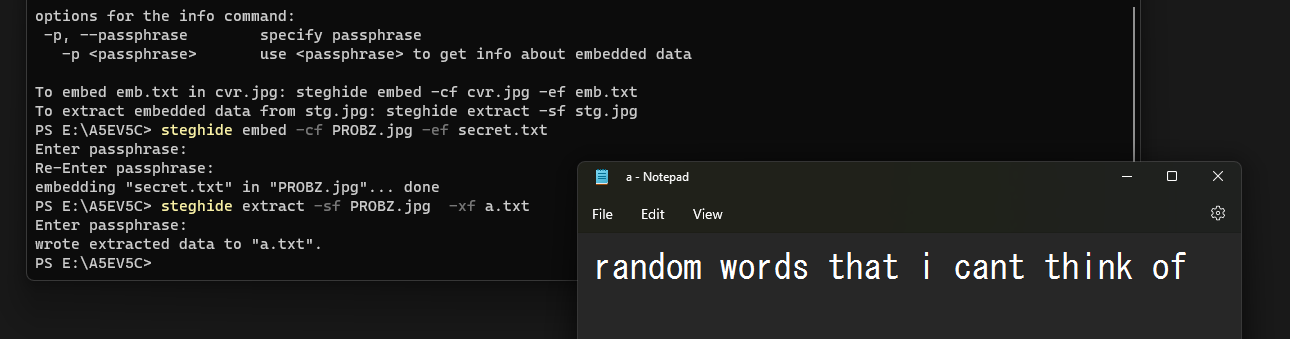 options for the info command:
 -p, --passphrase        specify passphrase
   -p <passphrase>       use <passphrase> to get info about embedded data
To embed emb.txt in cvr.jpg: steghide embed -cf cvr.jpg -ef emb.txt
To extract embedded data from stg.jpg: steghide extract -sf stg.jpg
PS E:\A5EV5C> steghide embed -cf PROBZ.jpg -ef secret.txt
Enter passphrase:
Re-Enter passphrase:
embedding "secret.txt" in "PROBZ.jpg"... done
PS E:\A5EV5C> steghide extract -sf PROBZ.jpg  -xf a.txt
Enter passphrase:
wrote extracted data to "a.txt".
PS E:\A5EV5C>
a - Notepad
File Edit View
random words that i cant think of